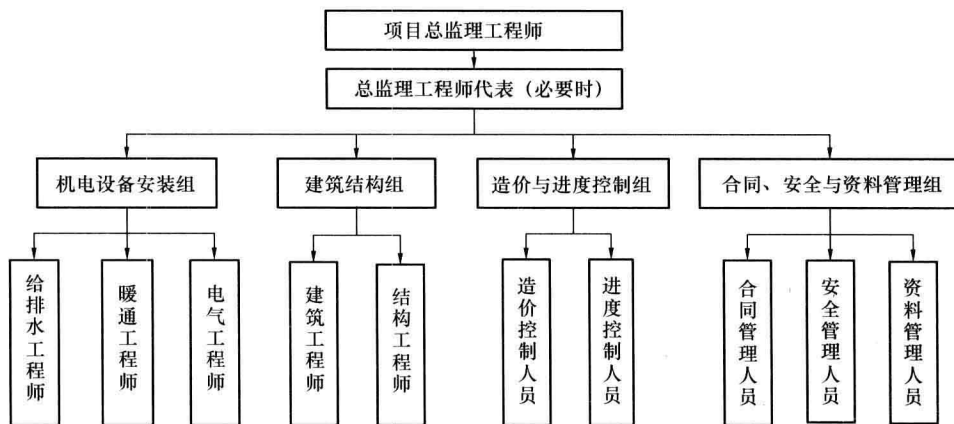 项目总监理工程师
总监理工程师代表（必要时）
机电设备安装组
建筑结构组
造价与进度控制组
合同、安全与资料管理组
给排水工程师
暖通工程师
电气工程师
建筑工程师
结构工程师
造价控制人员
进度控制人员
合同管理人员
安全管理人员
资料管理人员